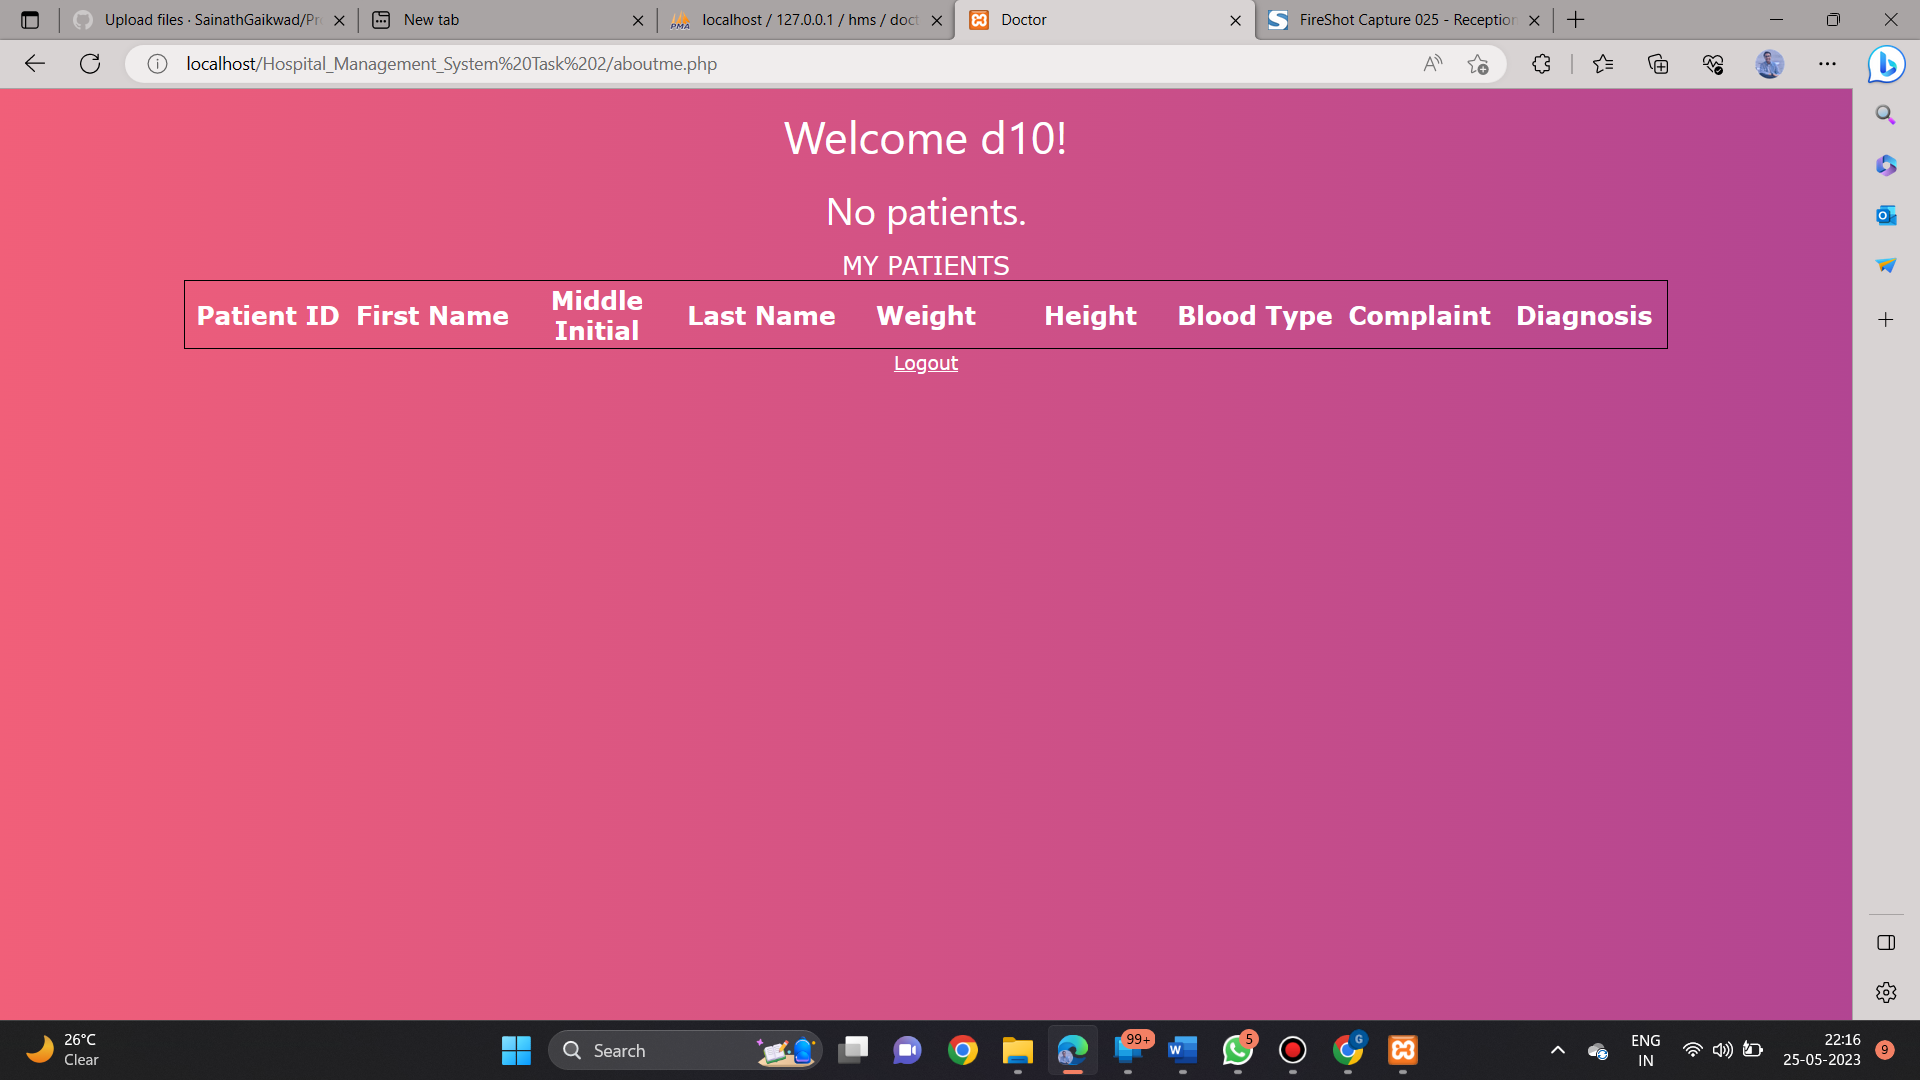 Upload files · SainathGaikwad/Pr
New tab
localhost / 127.0.0.1 / hms / doct
Doctor
FireShot Capture 025 - Reception
localhost/Hospital_Management_System%20Task%202/aboutme.php
Welcome d10!
No patients.
MY PATIENTS
Patient ID First Name Middle Initial Last Name Weight Height Blood Type Complaint Diagnosis
Logout
26°C
Clear
Search
99+
5
G
ENG
IN
22:16
25-05-2023
9